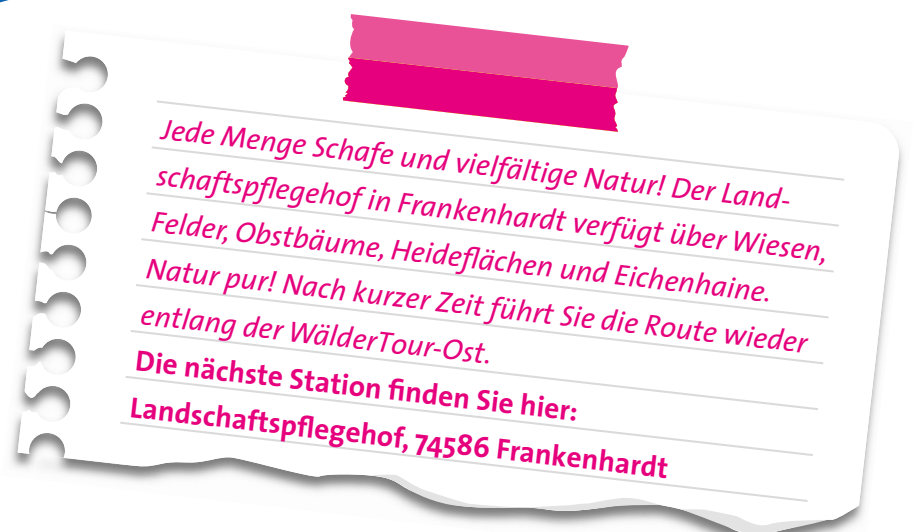 Jede Menge Schafe und vielfältige Natur! Der Land-
schaftspflegehof in Frankenhardt verfügt über Wiesen,
Felder, Obstbäume, Heideflächen und Eichenhaine.
Natur pur! Nach kurzer Zeit führt Sie die Route wieder
entlang der WälderTour-Ost.
Die nächste Station finden Sie hier:
Landschaftspflegehof, 74586 Frankenhardt